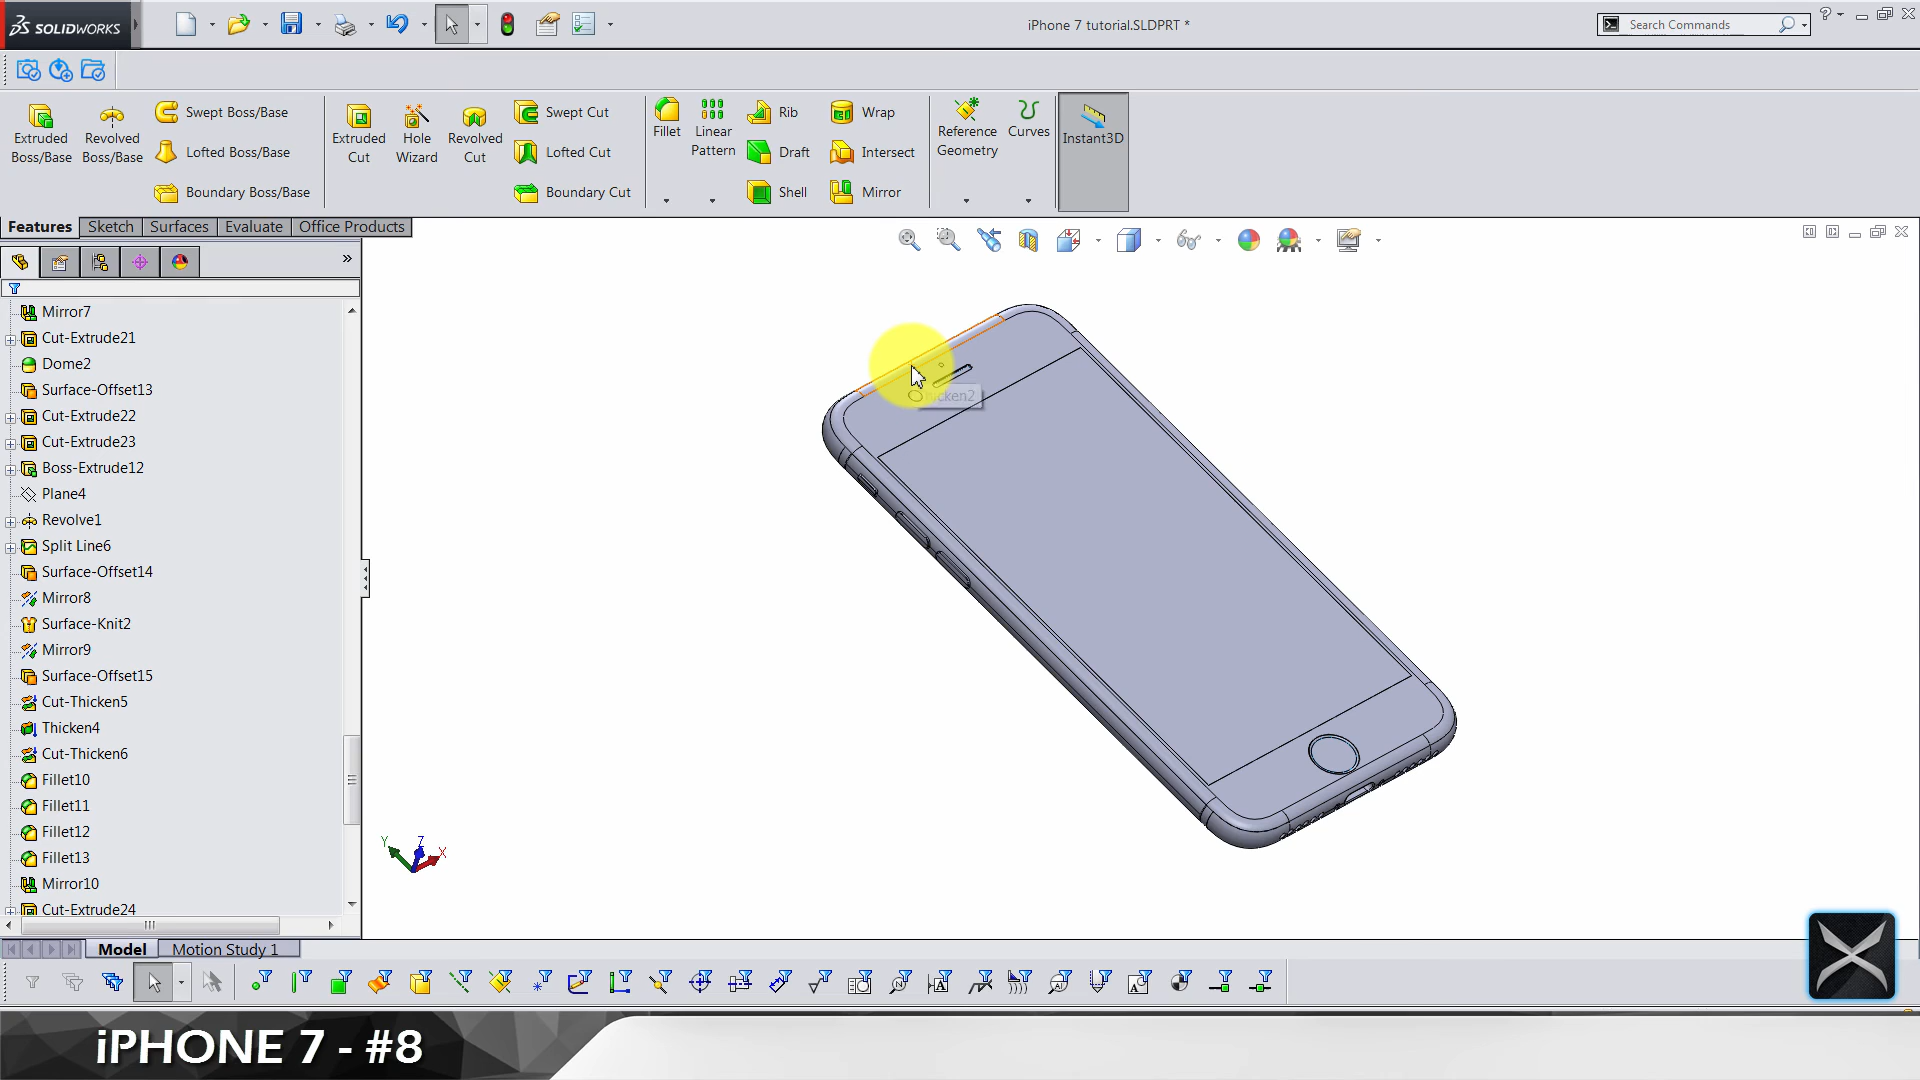 SOLIDWORKS
iPhone 7 tutorial.SLDPRT *
Search Commands
?
Extruded Boss/Base
Revolved Boss/Base
Swept Boss/Base
Lofted Boss/Base
Boundary Boss/Base
Extruded Cut
Hole Wizard
Revolved Cut
Swept Cut
Lofted Cut
Boundary Cut
Fillet
Linear Pattern
Rib
Draft
Shell
Wrap
Intersect
Mirror
Reference Geometry
Curves
Instant3D
Features
Sketch
Surfaces
Evaluate
Office Products
Mirror7
Cut-Extrude21
Dome2
Surface-Offset13
Cut-Extrude22
Cut-Extrude23
Boss-Extrude12
Plane4
Revolve1
Split Line6
Surface-Offset14
Mirror8
Surface-Knit2
Mirror9
Surface-Offset15
Cut-Thicken5
Thicken4
Cut-Thicken6
Fillet10
Fillet11
Fillet12
Fillet13
Mirror10
Cut-Extrude24
Y Z X
Model
Motion Study 1
iPHONE 7 - #8